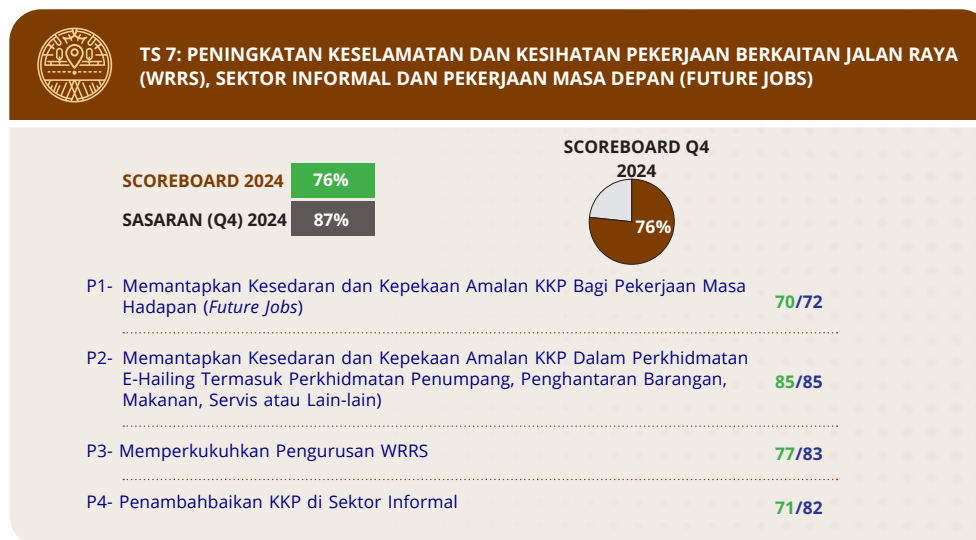 TS 7: PENINGKATAN KESELAMATAN DAN KESIHATAN PEKERJAAN BERKAITAN JALAN RAYA
(WRRS), SEKTOR INFORMAL DAN PEKERJAAN MASA DEPAN (FUTURE JOBS)
SCOREBOARD 2024 76%
SASARAN (Q4) 2024 87%
SCOREBOARD Q4
2024
76%
P1- Memantapkan Kesedaran dan Kepekaan Amalan KKP Bagi Pekerjaan Masa
Hadapan (Future Jobs)
70/72
P2- Memantapkan Kesedaran dan Kepekaan Amalan KKP Dalam Perkhidmatan
E-Hailing Termasuk Perkhidmatan Penumpang, Penghantaran Barangan,
Makanan, Servis atau Lain-lain)
85/85
P3- Memperkukuhkan Pengurusan WRRS 77/83
P4- Penambahbaikan KKP di Sektor Informal 71/82